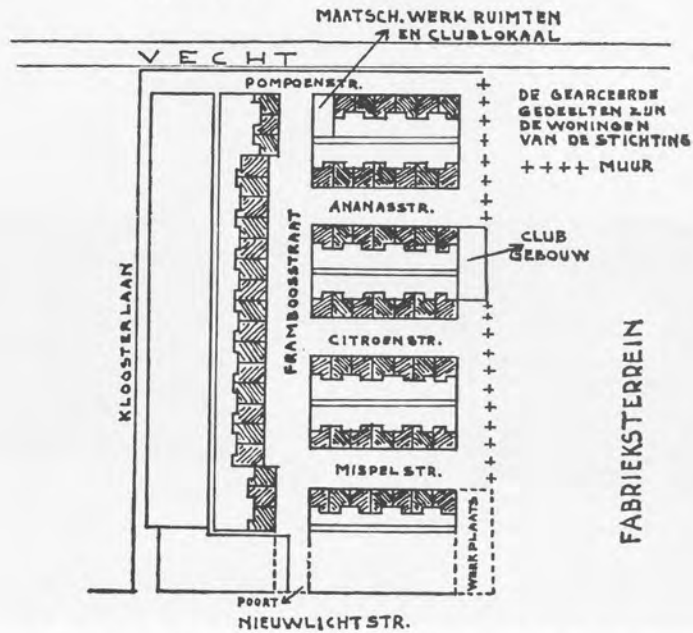 MAATSCH. WERK RUIMTEN
EN CLUBLOKAAL
VECHT
POMPOENSTR.
DE GEARCEERDE
GEDEELTEN ZIJN
DE WONINGEN
VAN DE STICHTING
++++ MUUR
ANANASSTR.
CLUB
GEBOUW
FRAMBOOSSTRAAT
KLOOSTERLAAN
CITROENSTR.
FABRIEKSTERREIN
MISPELSTR.
WERKPLAATS
POORT
NIEUWLICHTSTR.